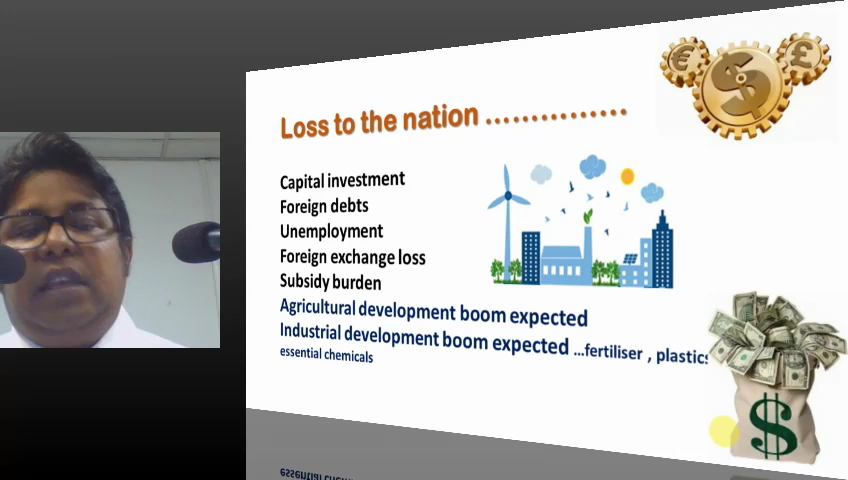 Loss to the nation ...............
Capital investment
Foreign debts
Unemployment
Foreign exchange loss
Subsidy burden
Agricultural development boom expected
Industrial development boom expected ...fertiliser , plastics
essential chemicals
€
$
£
$